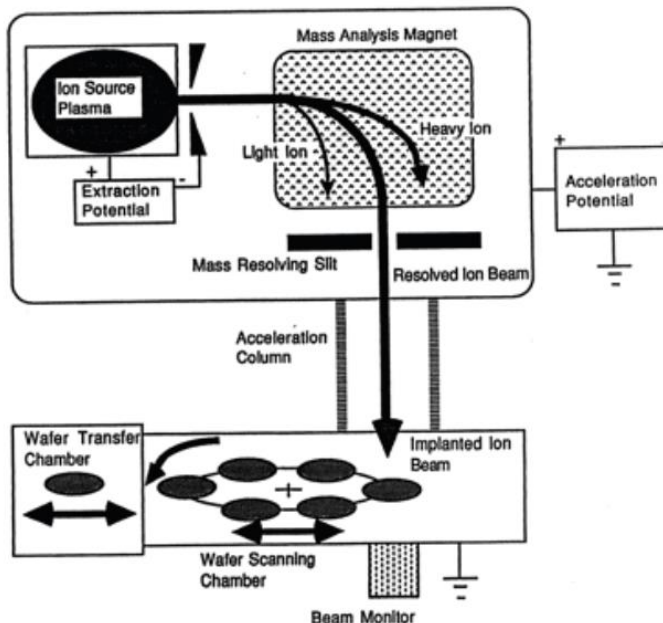 Mass Analysis Magnet
Ion Source
Plasma
Heavy Ion
Light Ion
+
-
Extraction
Potential
+
Acceleration
Potential
Mass Resolving Slit
Resolved Ion Beam
Acceleration
Column
Wafer Transfer
Chamber
Implanted Ion
Beam
Wafer Scanning
Chamber
Beam Monitor